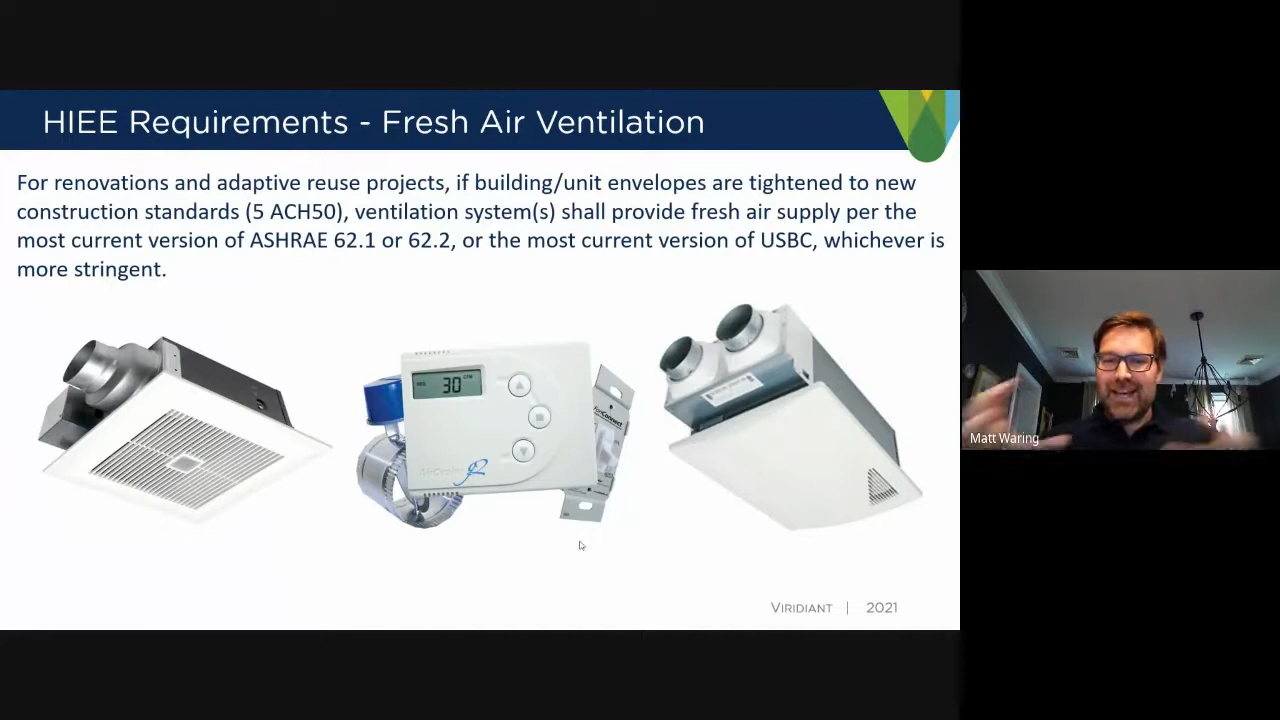 HIEE Requirements - Fresh Air Ventilation
For renovations and adaptive reuse projects, if building/unit envelopes are tightened to new
construction standards (5 ACH50), ventilation system(s) shall provide fresh air supply per the
most current version of ASHRAE 62.1 or 62.2, or the most current version of USBC, whichever is
more stringent.
30
CFM
Matt Waring
VIRIDIANT | 2021